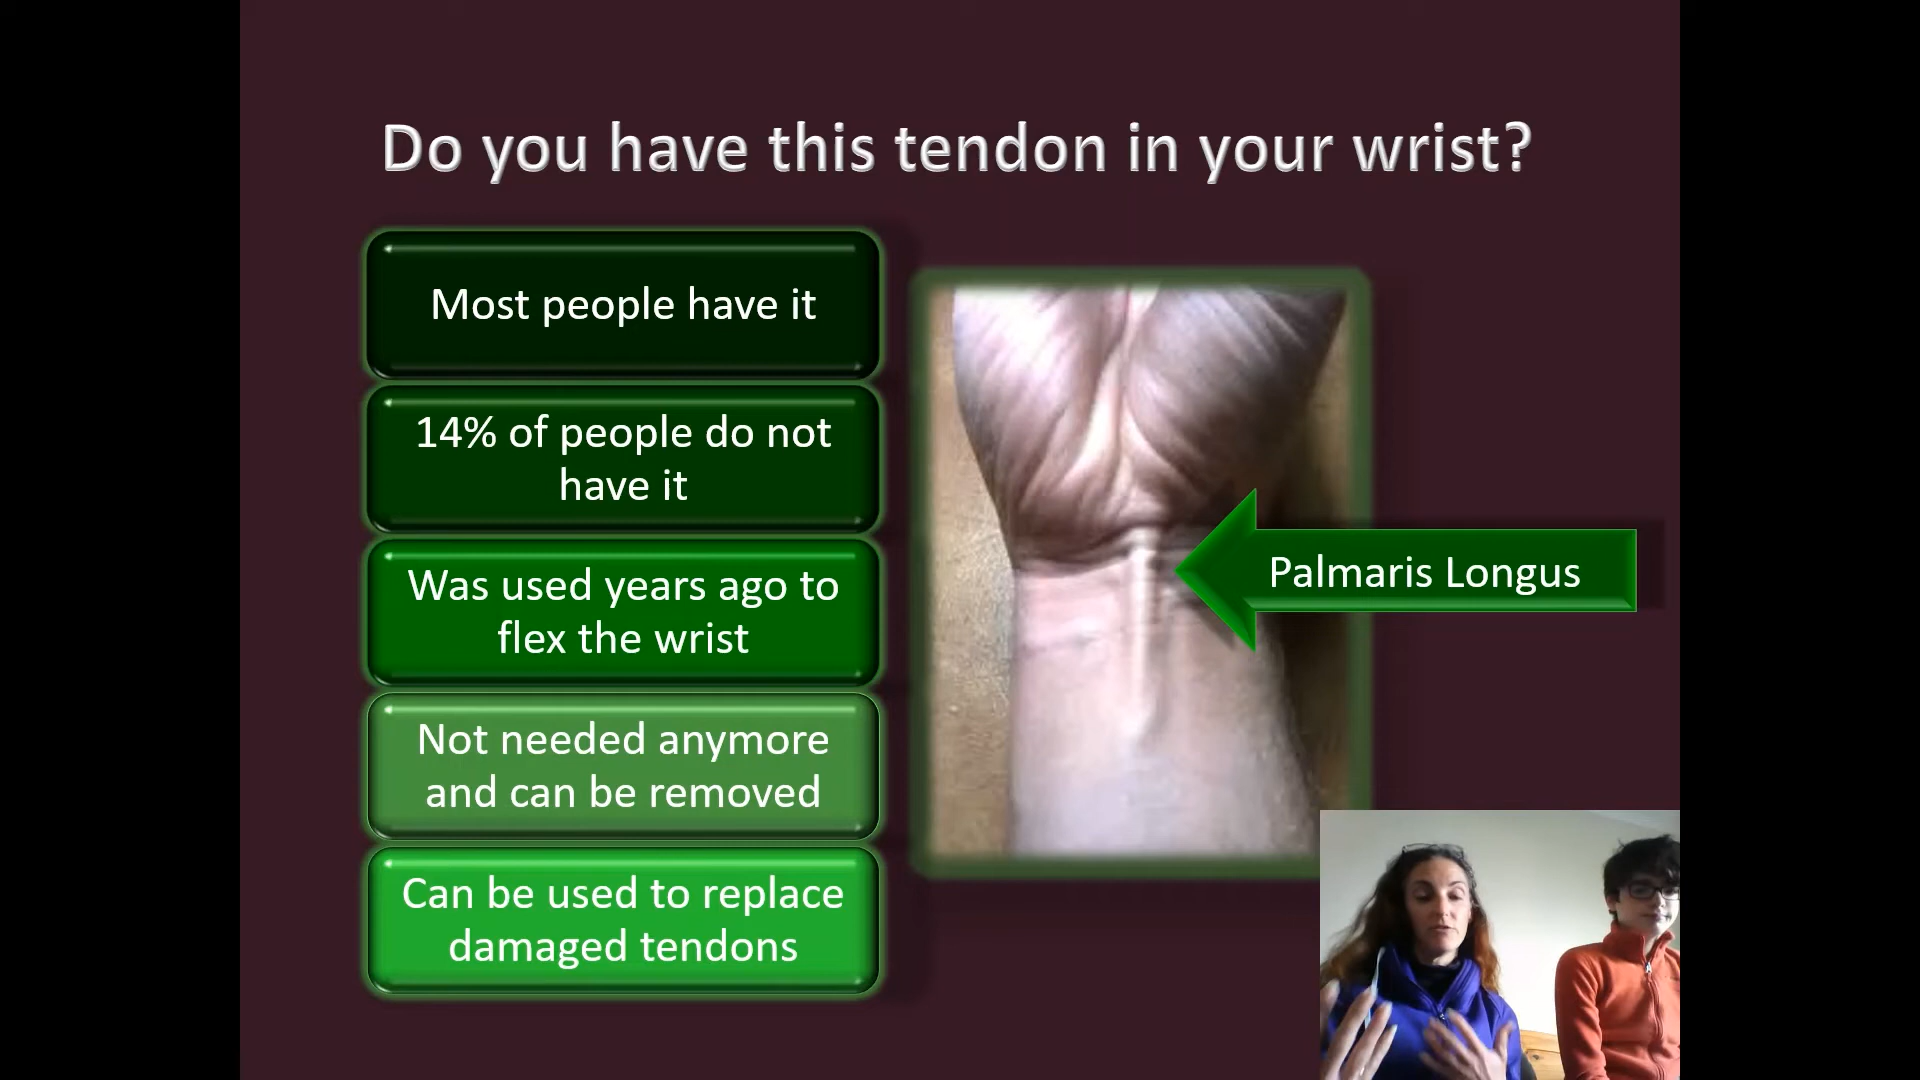 Do you have this tendon in your wrist?
Most people have it
14% of people do not
have it
Was used years ago to
flex the wrist
Not needed anymore
and can be removed
Can be used to replace
damaged tendons
Palmaris Longus